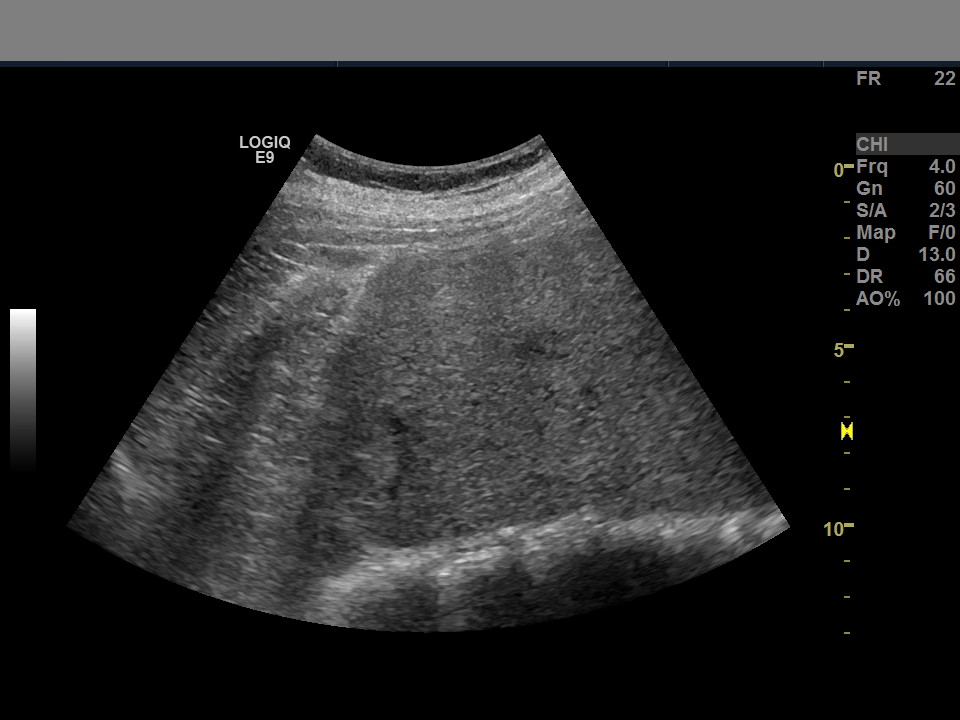 FR 22
LOGIQ
E9
CHI
Frq 4.0
Gn 60
S/A 2/3
Map F/0
D 13.0
DR 66
AO% 100
0
5
10